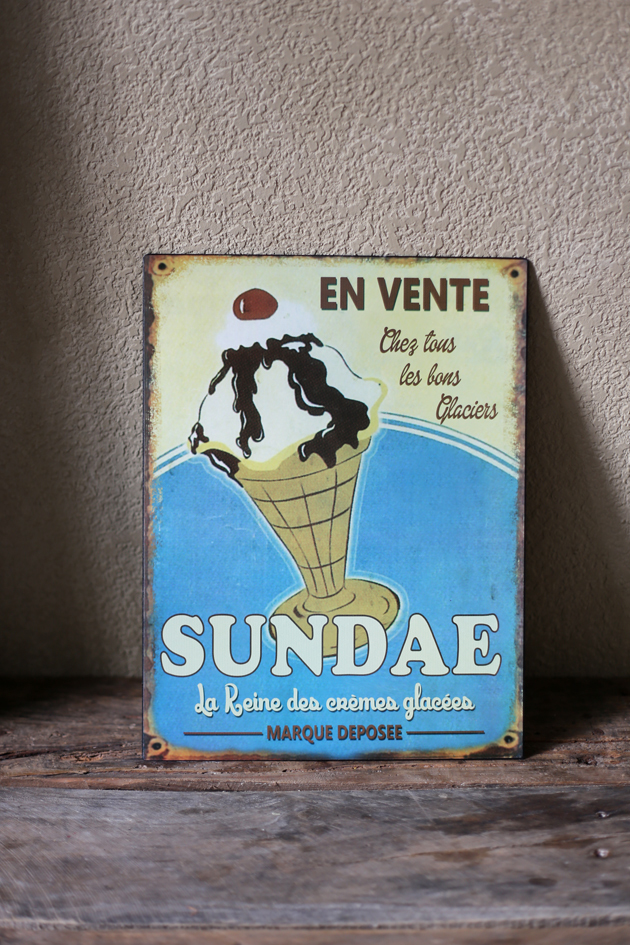 EN VENTE
Chez tous
les bons
Glaciers
SUNDAE
La Reine des crèmes glacées
MARQUE DEPOSEE